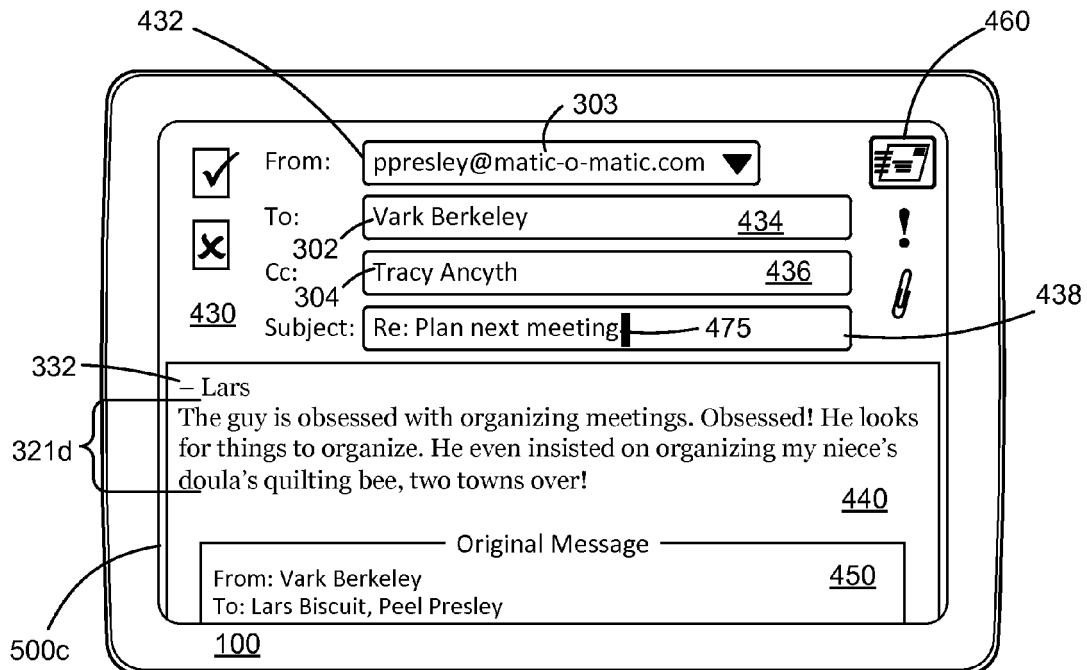 432
460
303
From: ppresley@matic-o-matic.com
To: Vark Berkeley 434
302
Cc: Tracy Ancyth 436
304
430
438
Subject: Re: Plan next meeting 475
332
– Lars
The guy is obsessed with organizing meetings. Obsessed! He looks
for things to organize. He even insisted on organizing my niece’s
doula’s quilting bee, two towns over!
321d
440
Original Message
From: Vark Berkeley 450
To: Lars Biscuit, Peel Presley
500c
100